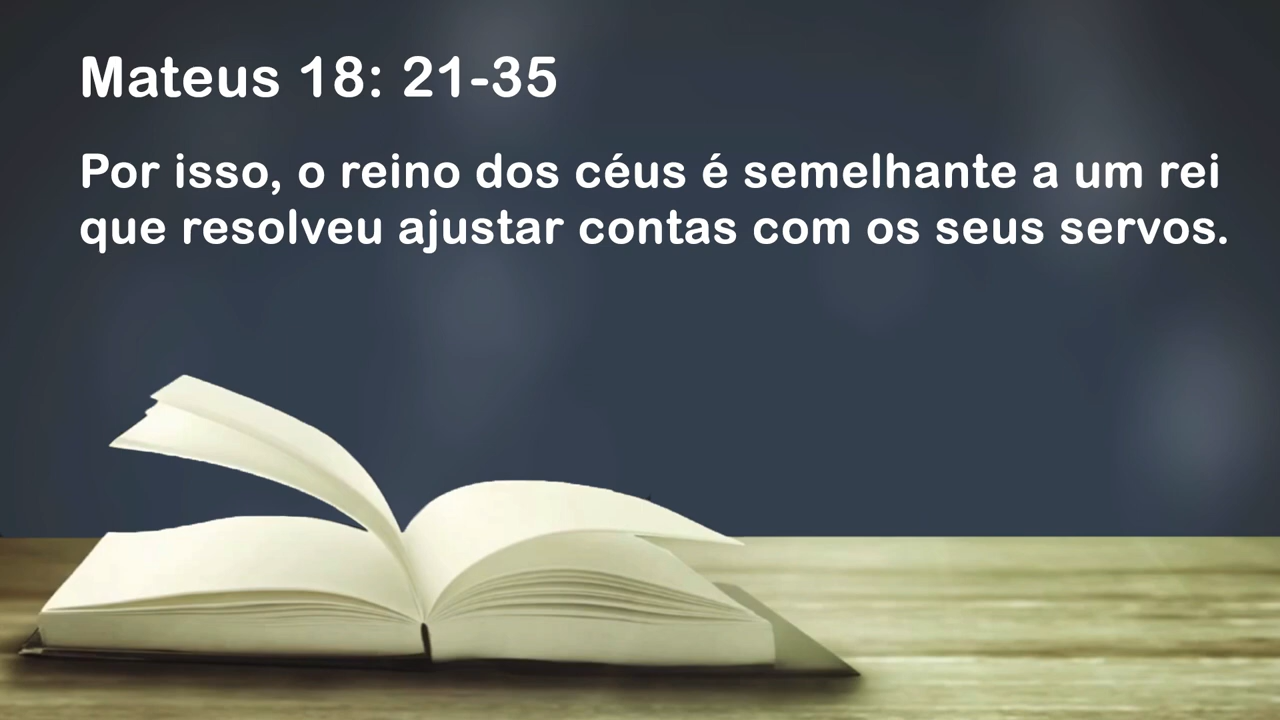 Mateus 18: 21-35
Por isso, o reino dos céus é semelhante a um rei
que resolveu ajustar contas com os seus servos.